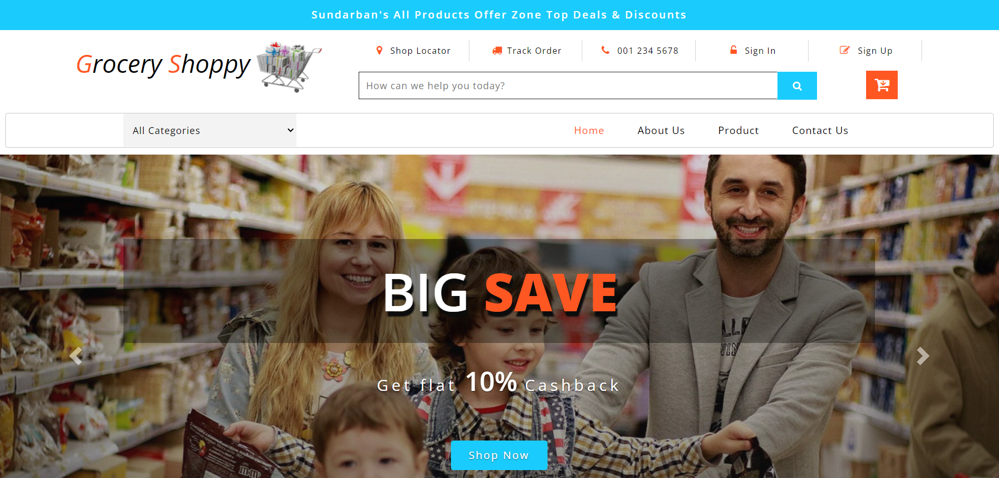 Sundarban's All Products Offer Zone Top Deals & Discounts
Grocery Shoppy
Shop Locator
Track Order
001 234 5678
Sign In
Sign Up
How can we help you today?
All Categories
Home
About Us
Product
Contact Us
BIG SAVE
Get flat 10% Cashback
m&m's
Shop Now